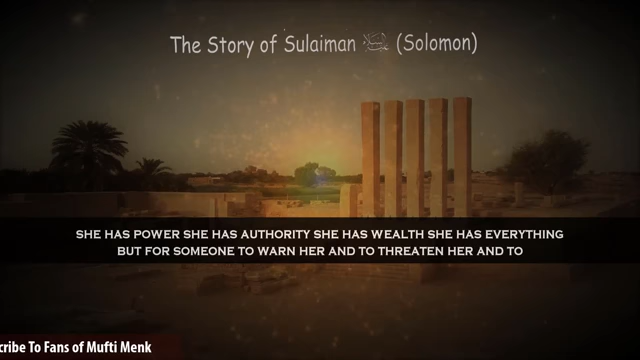 The Story of Sulaiman (Solomon)
SHE HAS POWER SHE HAS AUTHORITY SHE HAS WEALTH SHE HAS EVERYTHING
BUT FOR SOMEONE TO WARN HER AND TO THREATEN HER AND TO
cribe To Fans of Mufti Menk